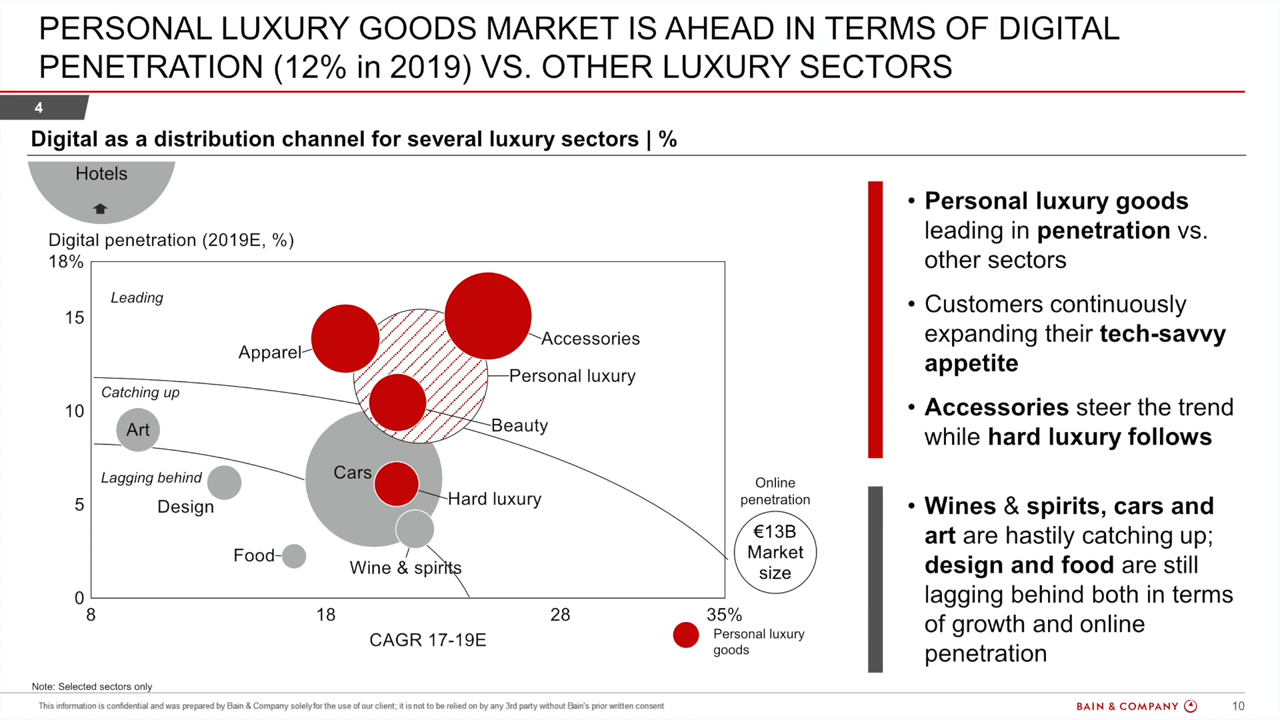 PERSONAL LUXURY GOODS MARKET IS AHEAD IN TERMS OF DIGITAL
PENETRATION (12% in 2019) VS. OTHER LUXURY SECTORS
4
Digital as a distribution channel for several luxury sectors | %
Hotels
Digital penetration (2019E, %)
18%
15
10
5
0
Leading
Catching up
Lagging behind
Apparel
Accessories
Personal luxury
Beauty
Art
Cars
Hard luxury
Design
Food
Wine & spirits
8
18
28
35%
CAGR 17-19E
Online
penetration
€13B
Market
size
Personal luxury
goods
• Personal luxury goods
leading in penetration vs.
other sectors
• Customers continuously
expanding their tech-savvy
appetite
• Accessories steer the trend
while hard luxury follows
• Wines & spirits, cars and
art are hastily catching up;
design and food are still
lagging behind both in terms
of growth and online
penetration
Note: Selected sectors only
This information is confidential and was prepared by Bain & Company solely for the use of our client; it is not to be relied on by any 3rd party without Bain's prior written consent
BAIN & COMPANY
10